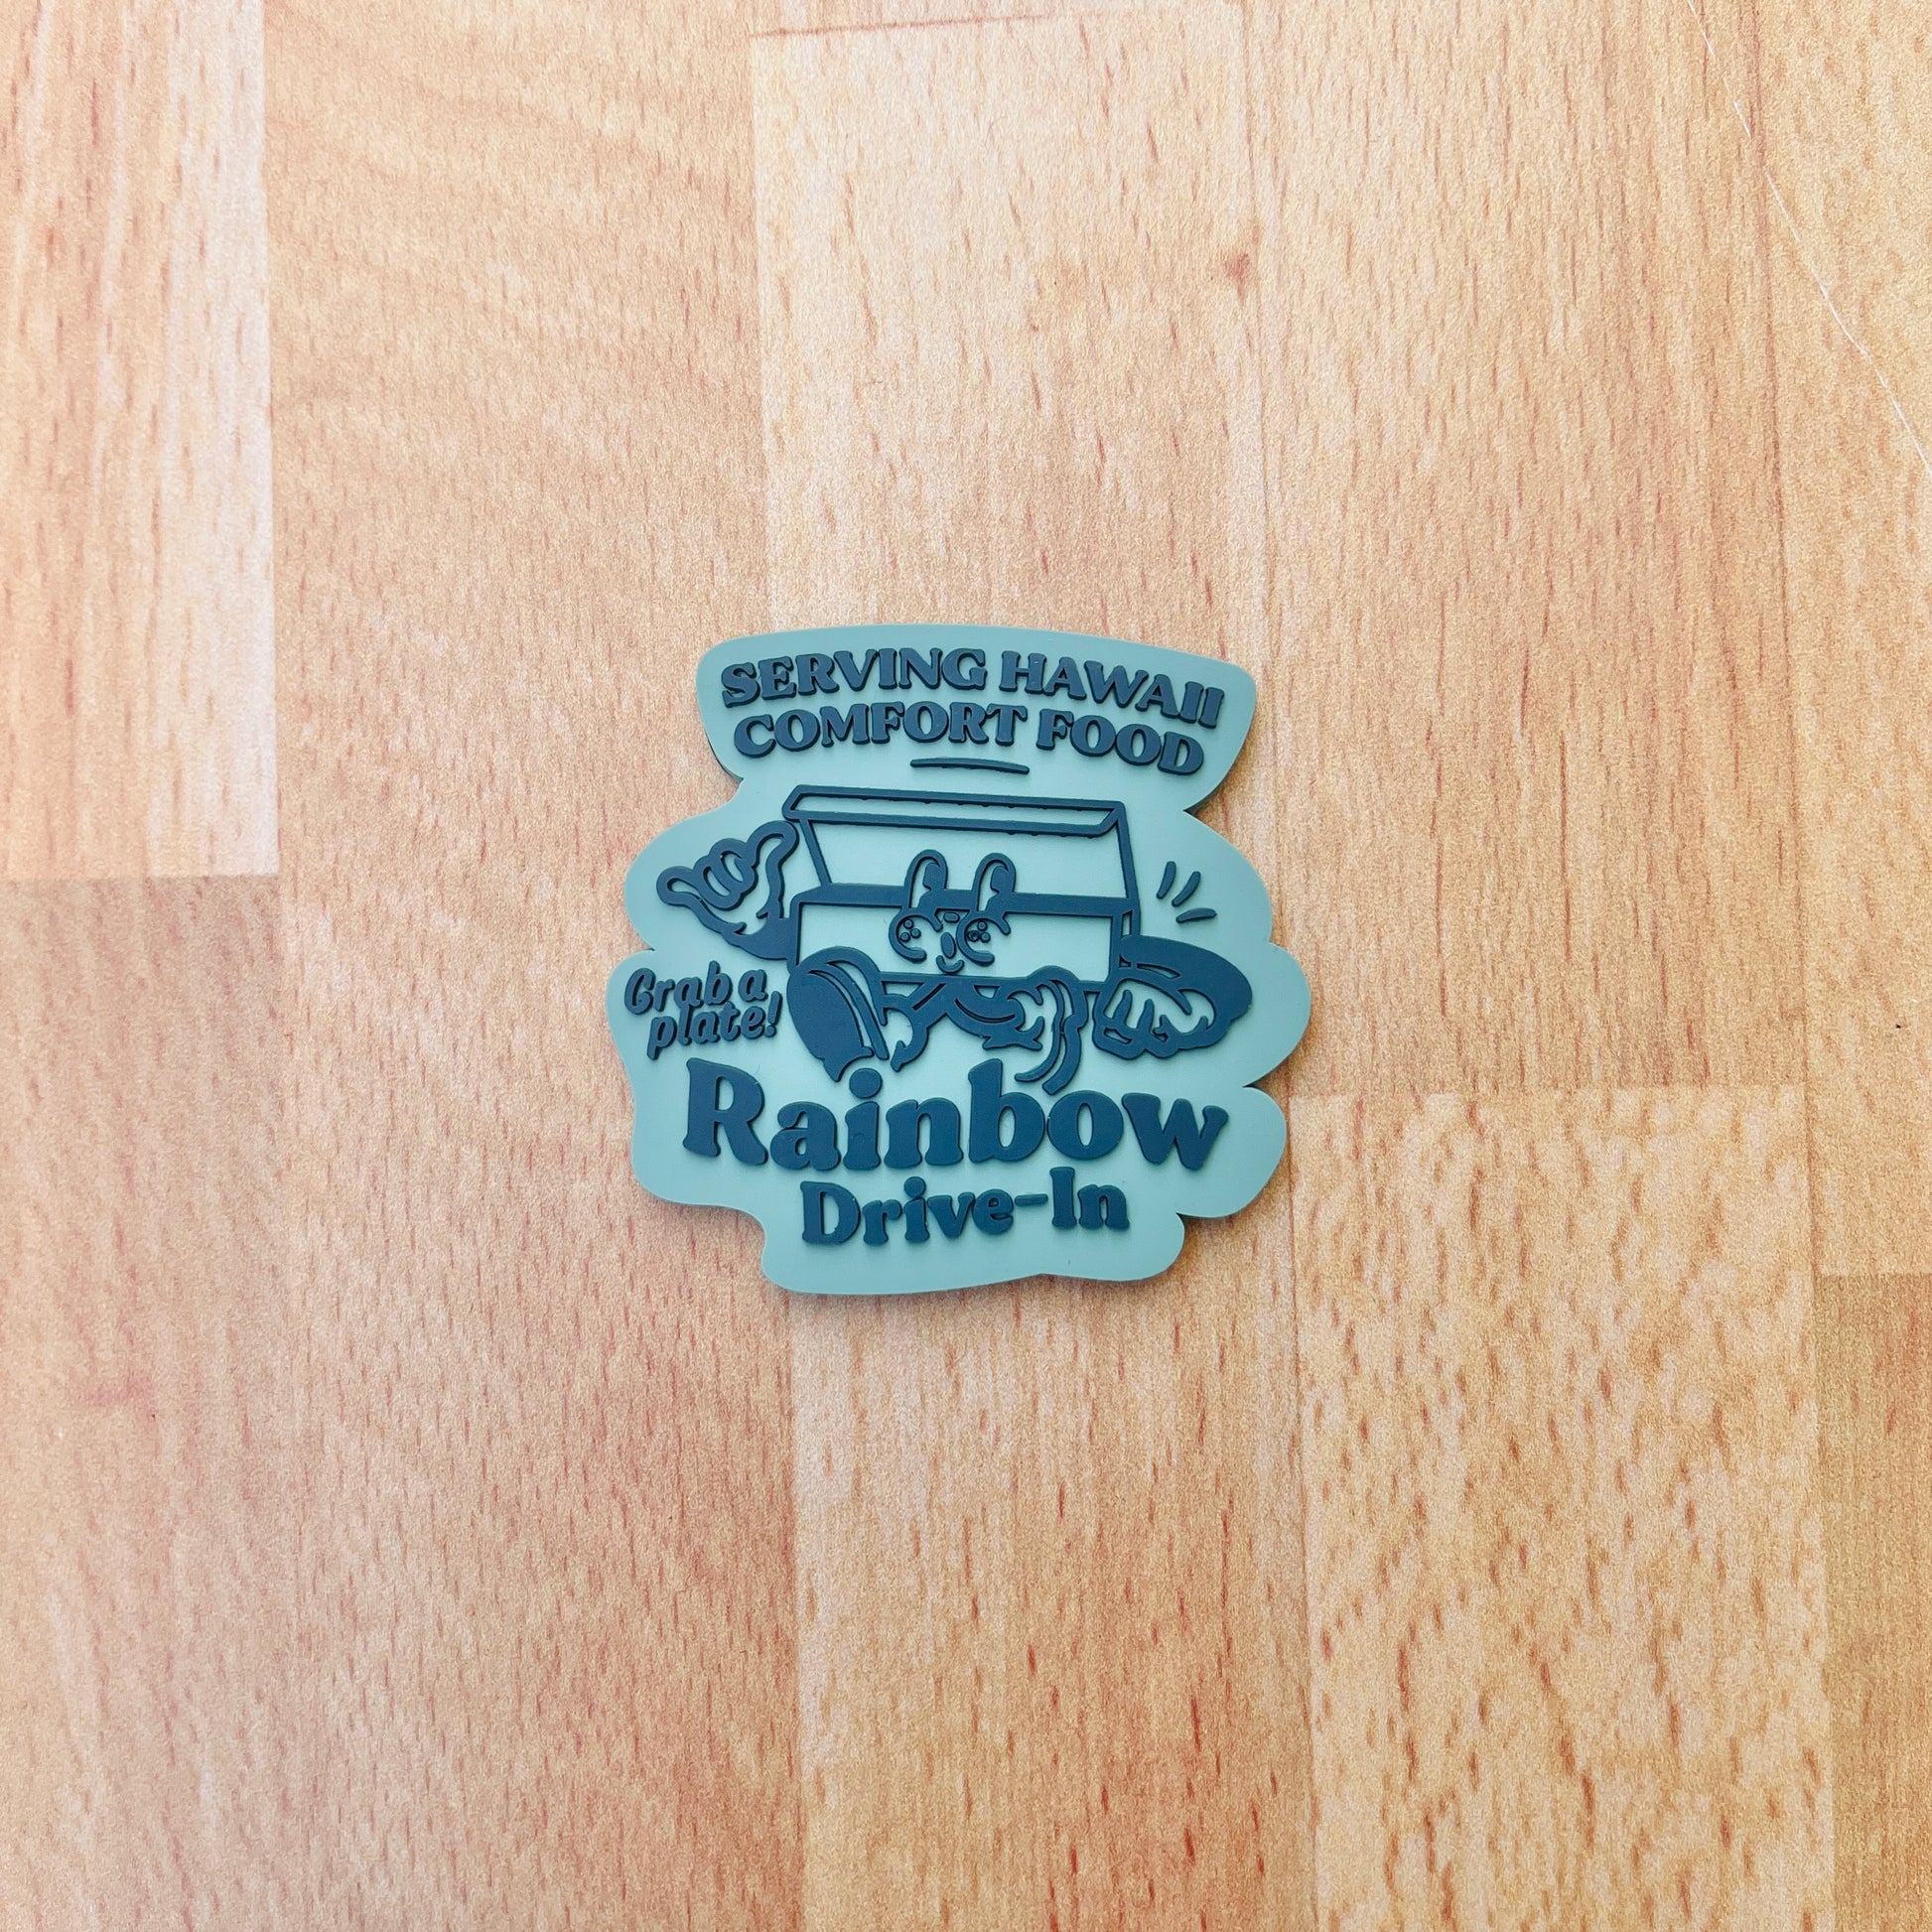 SERVING HAWAII
COMFORT FOOD
Grab a
plate!
Rainbow
Drive-In